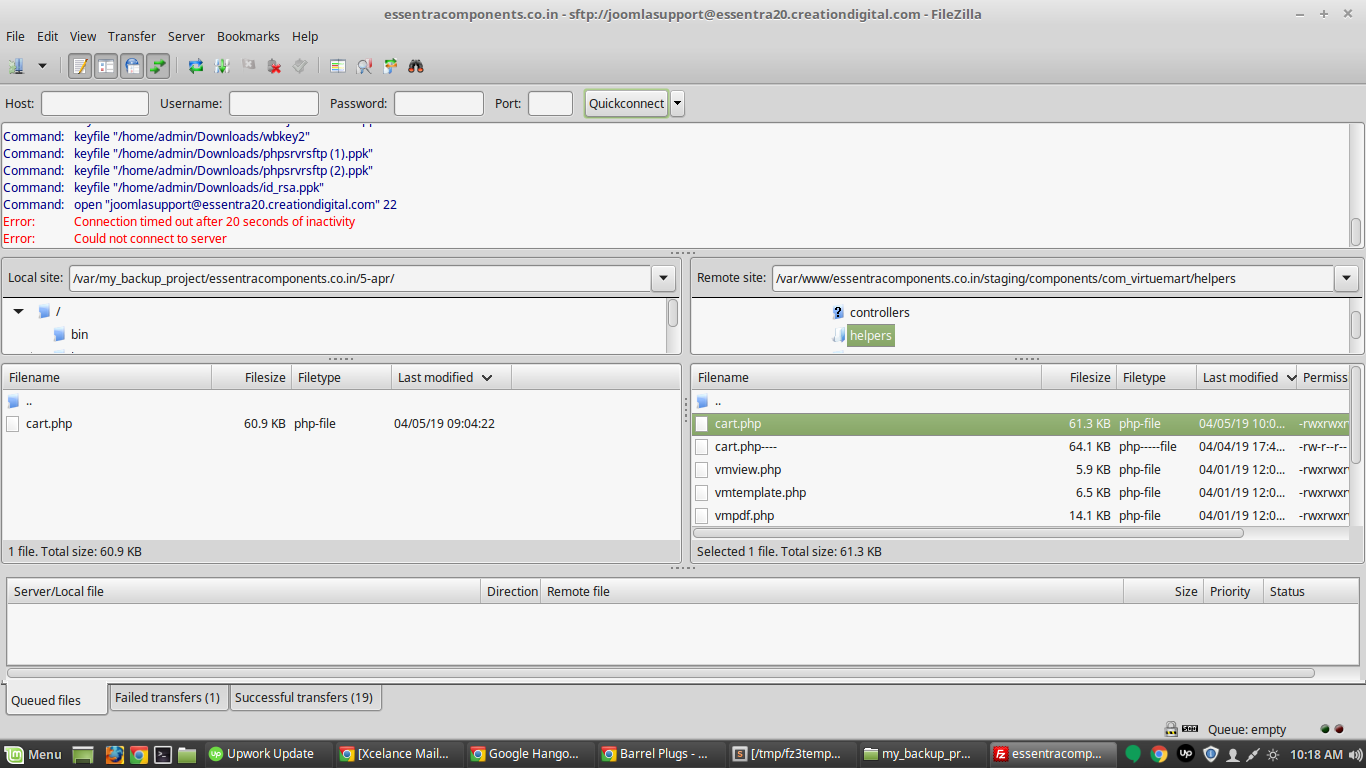 essentracomponents.co.in - sftp://joomlasupport@essentra20.creationdigital.com - FileZilla
File Edit View Transfer Server Bookmarks Help
Host: Username: Password: Port: Quickconnect
Command: keyfile "/home/admin/Downloads/wbkey2"
Command: keyfile "/home/admin/Downloads/phpsrvrsftp (1).ppk"
Command: keyfile "/home/admin/Downloads/phpsrvrsftp (2).ppk"
Command: keyfile "/home/admin/Downloads/id_rsa.ppk"
Command: open "joomlasupport@essentra20.creationdigital.com" 22
Error: Connection timed out after 20 seconds of inactivity
Error: Could not connect to server
Local site: /var/my_backup_project/essentracomponents.co.in/5-apr/
/
bin
Filename Filesize Filetype Last modified
..
cart.php 60.9 KB php-file 04/05/19 09:04:22
1 file. Total size: 60.9 KB
Remote site: /var/www/essentracomponents.co.in/staging/components/com_virtuemart/helpers
? controllers
helpers
Filename Filesize Filetype Last modified Permiss
..
cart.php 61.3 KB php-file 04/05/19 10:0... -rwxrwxr
cart.php---- 64.1 KB php-----file 04/04/19 17:4... -rw-r--r--
vmview.php 5.9 KB php-file 04/01/19 12:0... -rwxrwxr
vmtemplate.php 6.5 KB php-file 04/01/19 12:0... -rwxrwxr
vmpdf.php 14.1 KB php-file 04/01/19 12:0... -rwxrwxr
Selected 1 file. Total size: 61.3 KB
Server/Local file Direction Remote file Size Priority Status
Queued files Failed transfers (1) Successful transfers (19)
Queue: empty
Menu Upwork Update [Xcelance Mail... Google Hango... Barrel Plugs - ... [/tmp/fz3temp... my_backup_pr... essentracomp... 10:18 AM